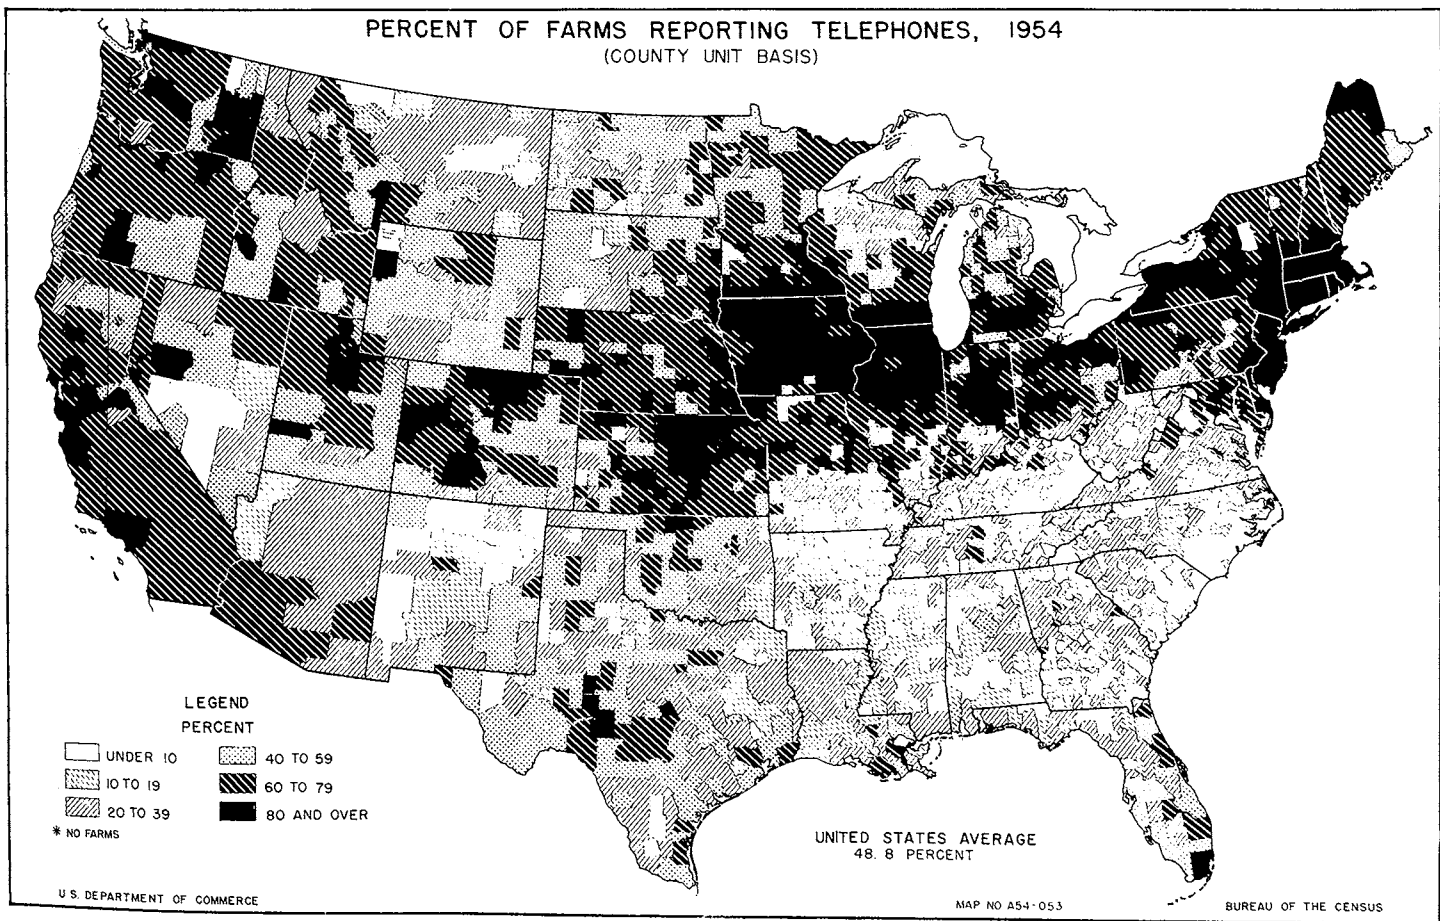 PERCENT OF FARMS REPORTING TELEPHONES, 1954
(COUNTY UNIT BASIS)
LEGEND
PERCENT
UNDER 10
10 TO 19
20 TO 39
* NO FARMS
40 TO 59
60 TO 79
80 AND OVER
UNITED STATES AVERAGE
48.8 PERCENT
U.S. DEPARTMENT OF COMMERCE
MAP NO A54-053
BUREAU OF THE CENSUS